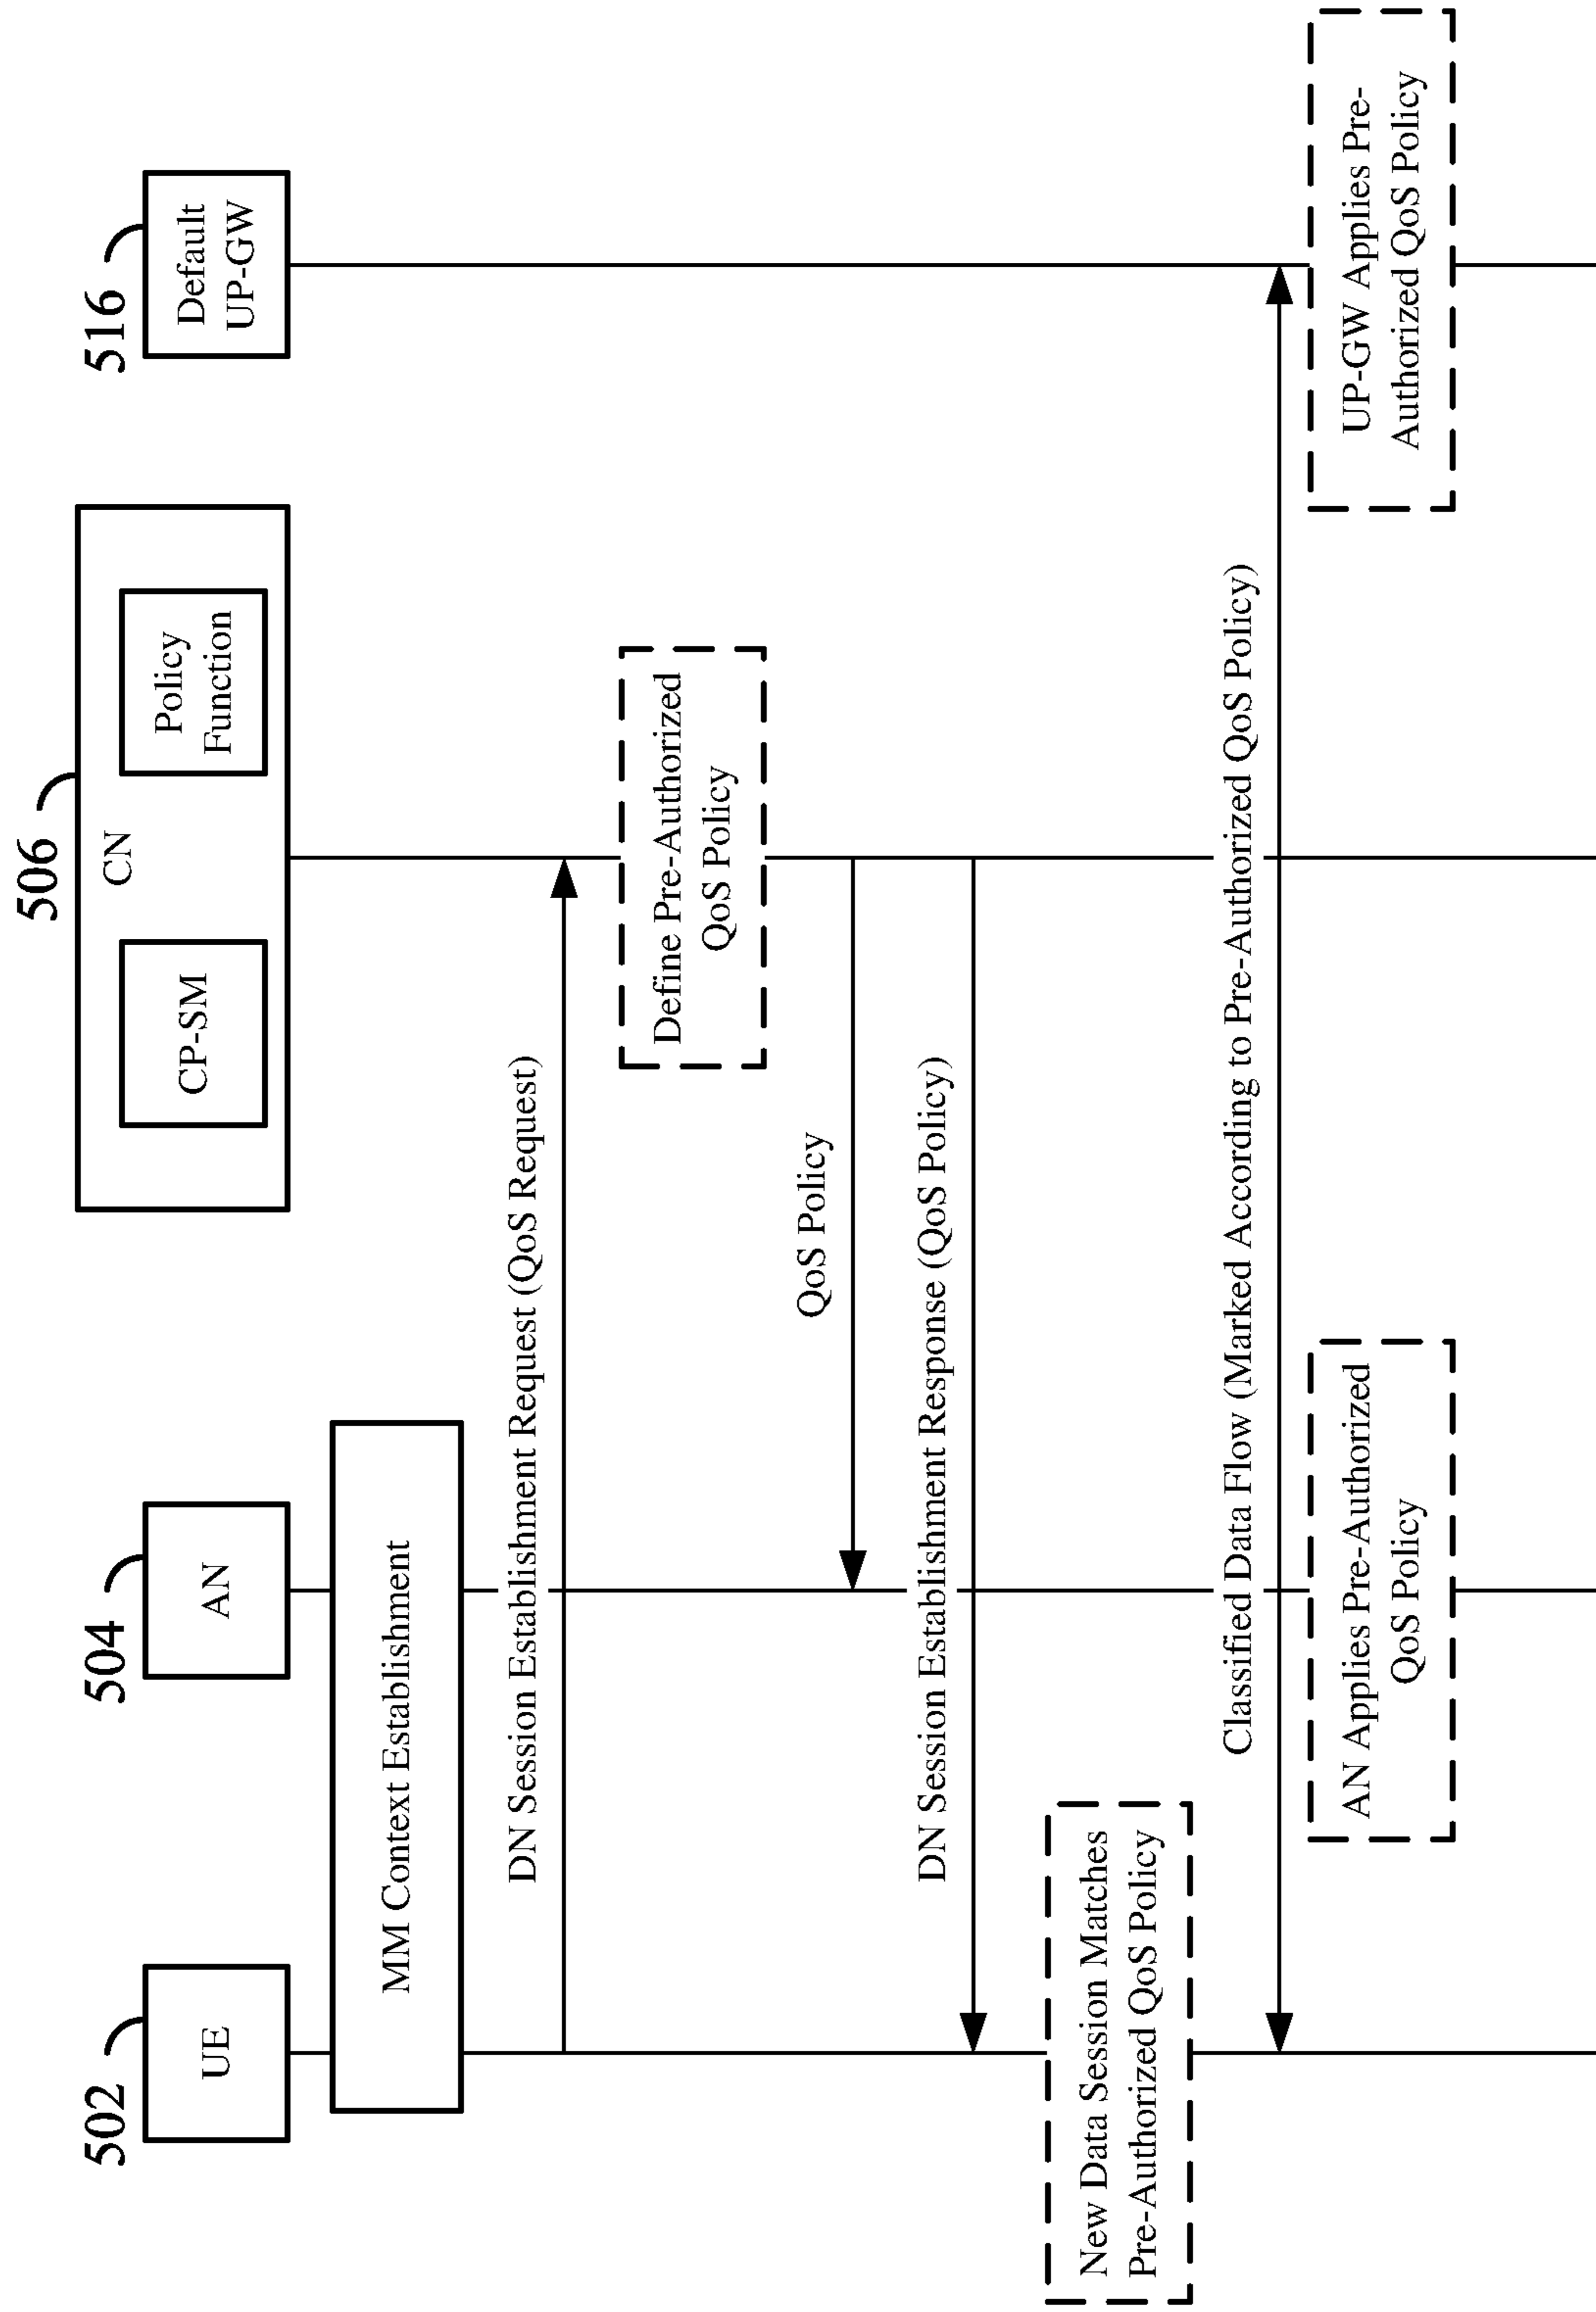 502
504
506
516
UE
AN
CN
CP-SM
Policy
Function
Default
UP-GW
MM Context Establishment
DN Session Establishment Request (QoS Request)
Define Pre-Authorized
QoS Policy
QoS Policy
DN Session Establishment Response (QoS Policy)
New Data Session Matches
Pre-Authorized QoS Policy
Classified Data Flow (Marked According to Pre-Authorized QoS Policy)
AN Applies Pre-Authorized
QoS Policy
UP-GW Applies Pre-
Authorized QoS Policy